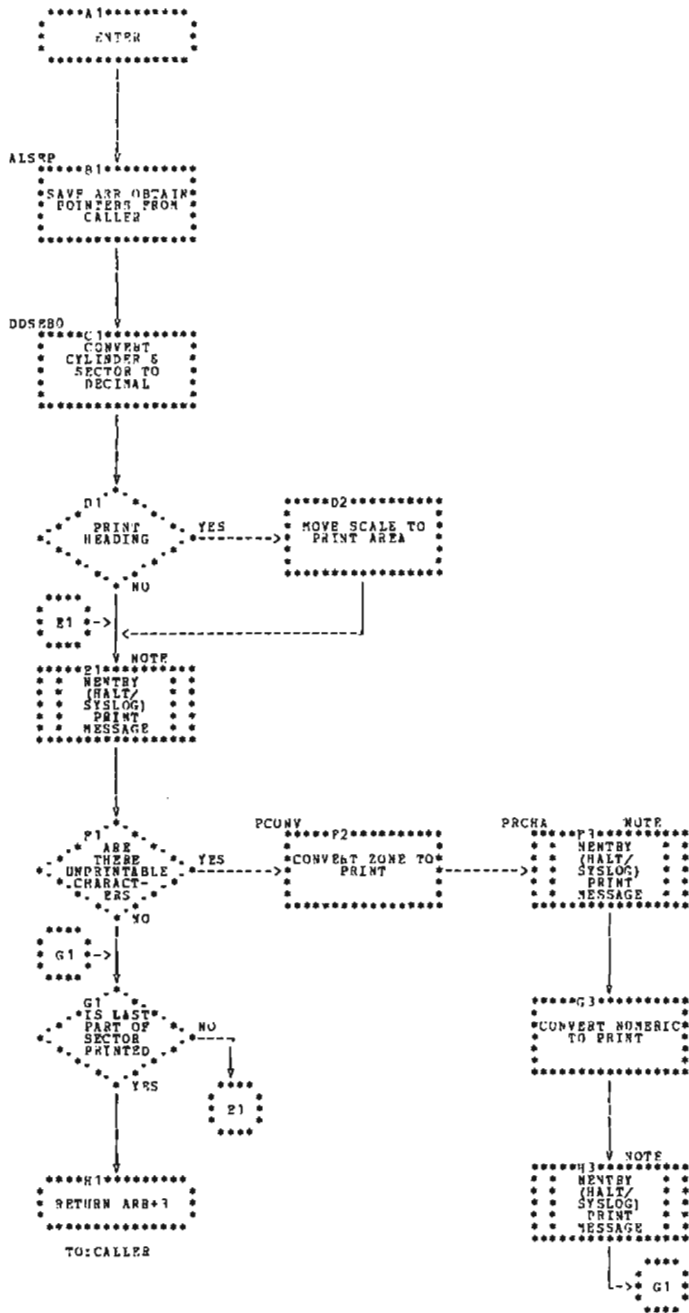 A1
ENTER
ALSRP
B1
SAVE ARR OBTAIN
POINTERS FROM
CALLER
DDSEBO
C1
CONVERT
CYLINDER &
SECTOR TO
DECIMAL
D1
PRINT
HEADING
YES
D2
MOVE SCALE TO
PRINT AREA
NO
E1
NOTE
E1
NENTRY
(HALT/
SYSLOG)
PRINT
MESSAGE
F1
ARE
THERE
UNPRINTABLE
CHARACT-
ERS
YES
PCONV
F2
CONVERT ZONE TO
PRINT
PRCHA
F3
NOTE
NENTRY
(HALT/
SYSLOG)
PRINT
MESSAGE
NO
G1
G1
IS LAST
PART OF
SECTOR
PRINTED
NO
E1
YES
G3
CONVERT NUMERIC
TO PRINT
H1
RETURN ARR+3
TO:CALLER
NOTE
H3
NENTRY
(HALT/
SYSLOG)
PRINT
MESSAGE
G1